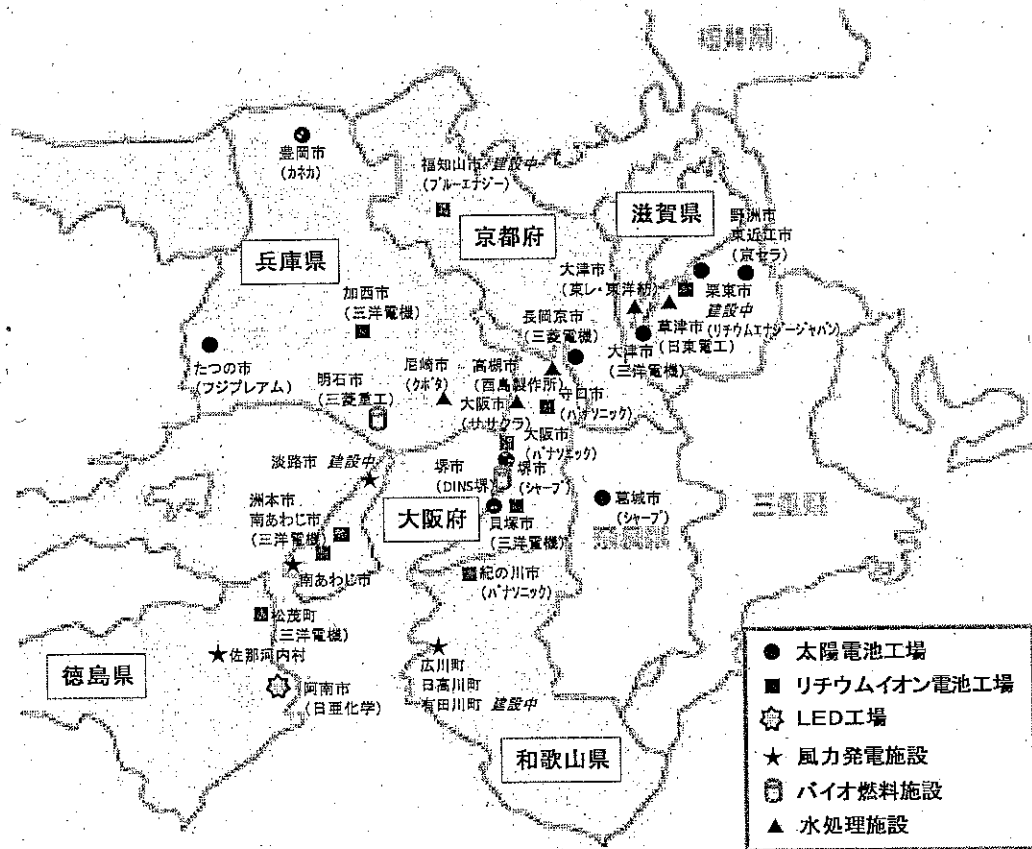 福島県
豊岡市
(カネカ)
福知山市 建設中
(ブルーエナジー)
滋賀県
野洲市
東近江市
(京セラ)
京都府
兵庫県
大津市
(東レ・東洋紡)
栗東市
建設中
(リチウムエナジージャパン)
加西市
(三洋電機)
長岡京市
(三菱電機)
草津市
(日東電工)
大津市
(三洋電機)
たつの市
(フジプレアム)
明石市
(三菱重工)
尼崎市
(クボタ)
高槻市
(酉島製作所)
大阪市
(ササクラ)
守口市
(パナソニック)
大阪市
(パナソニック)
淡路市 建設中
堺市
(DINS堺)
堺市
(シャープ)
葛城市
(シャープ)
三重県
洲本市
南あわじ市
(三洋電機)
大阪府
貝塚市
(三洋電機)
奈良県
南あわじ市
紀の川市
(パナソニック)
松茂町
三洋電機)
佐那河内村
徳島県
阿南市
(日亜化学)
広川町
日高川町
有田川町 建設中
和歌山県
● 太陽電池工場
■ リチウムイオン電池工場
LED工場
★ 風力発電施設
バイオ燃料施設
▲ 水処理施設